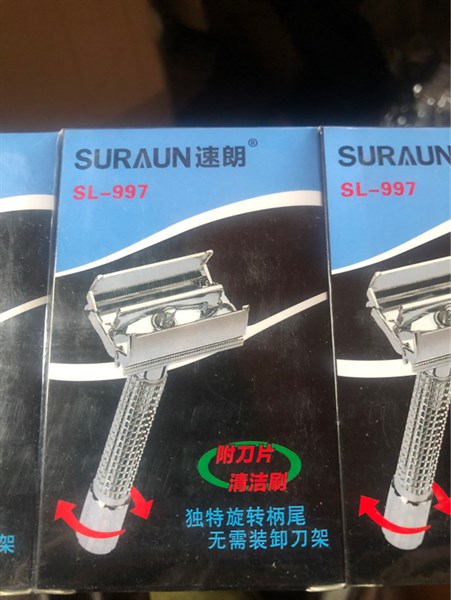 SURAUN速朗®
SL-997
附刀片
清洁刷
独特旋转柄尾
无需装卸刀架
SURAUN
SL-997
架